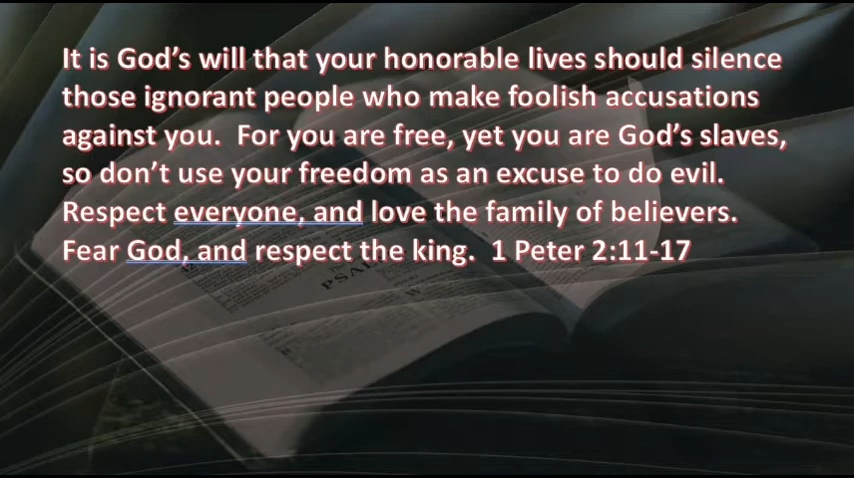 It is God's will that your honorable lives should silence
those ignorant people who make foolish accusations
against you.  For you are free, yet you are God's slaves,
so don't use your freedom as an excuse to do evil.
Respect everyone, and love the family of believers.
Fear God, and respect the king.  1 Peter 2:11-17
PSAL